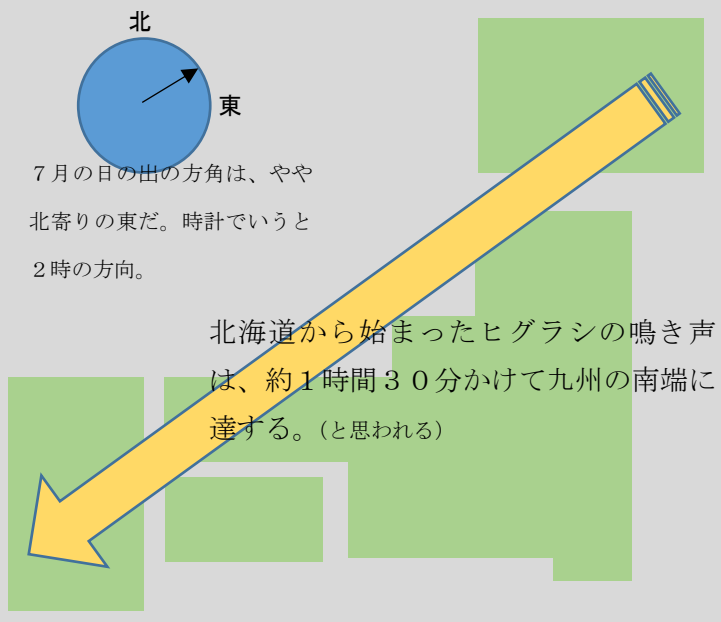 北
東
７月の日の出の方角は、やや
北寄りの東だ。時計でいうと
２時の方向。
北海道から始まったヒグラシの鳴き声
は、約１時間３０分かけて九州の南端に
達する。（と思われる）